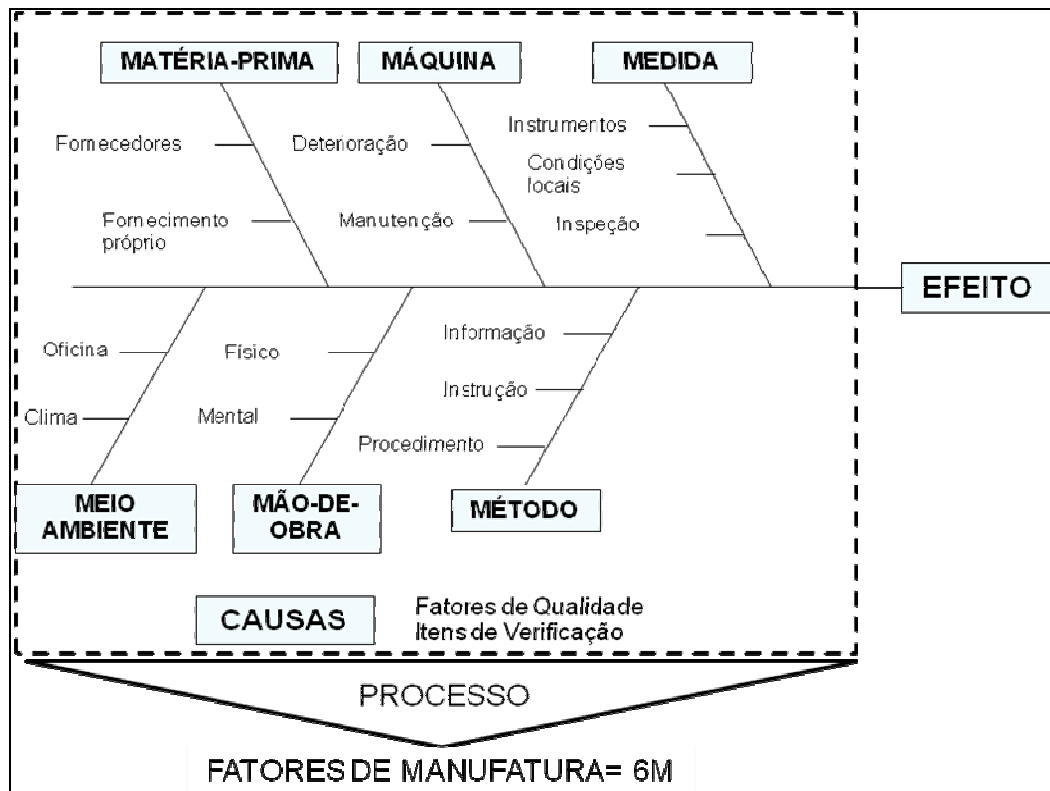 MATÉRIA-PRIMA
MÁQUINA
MEDIDA
Fornecedores
Fornecimento
próprio
Deterioração
Manutenção
Instrumentos
Condições
locais
Inspeção
EFEITO
Oficina
Clima
Físico
Mental
Informação
Instrução
Procedimento
MEIO
AMBIENTE
MÃO-DE-
OBRA
MÉTODO
CAUSAS
Fatores de Qualidade
Itens de Verificação
PROCESSO
FATORES DE MANUFATURA= 6M